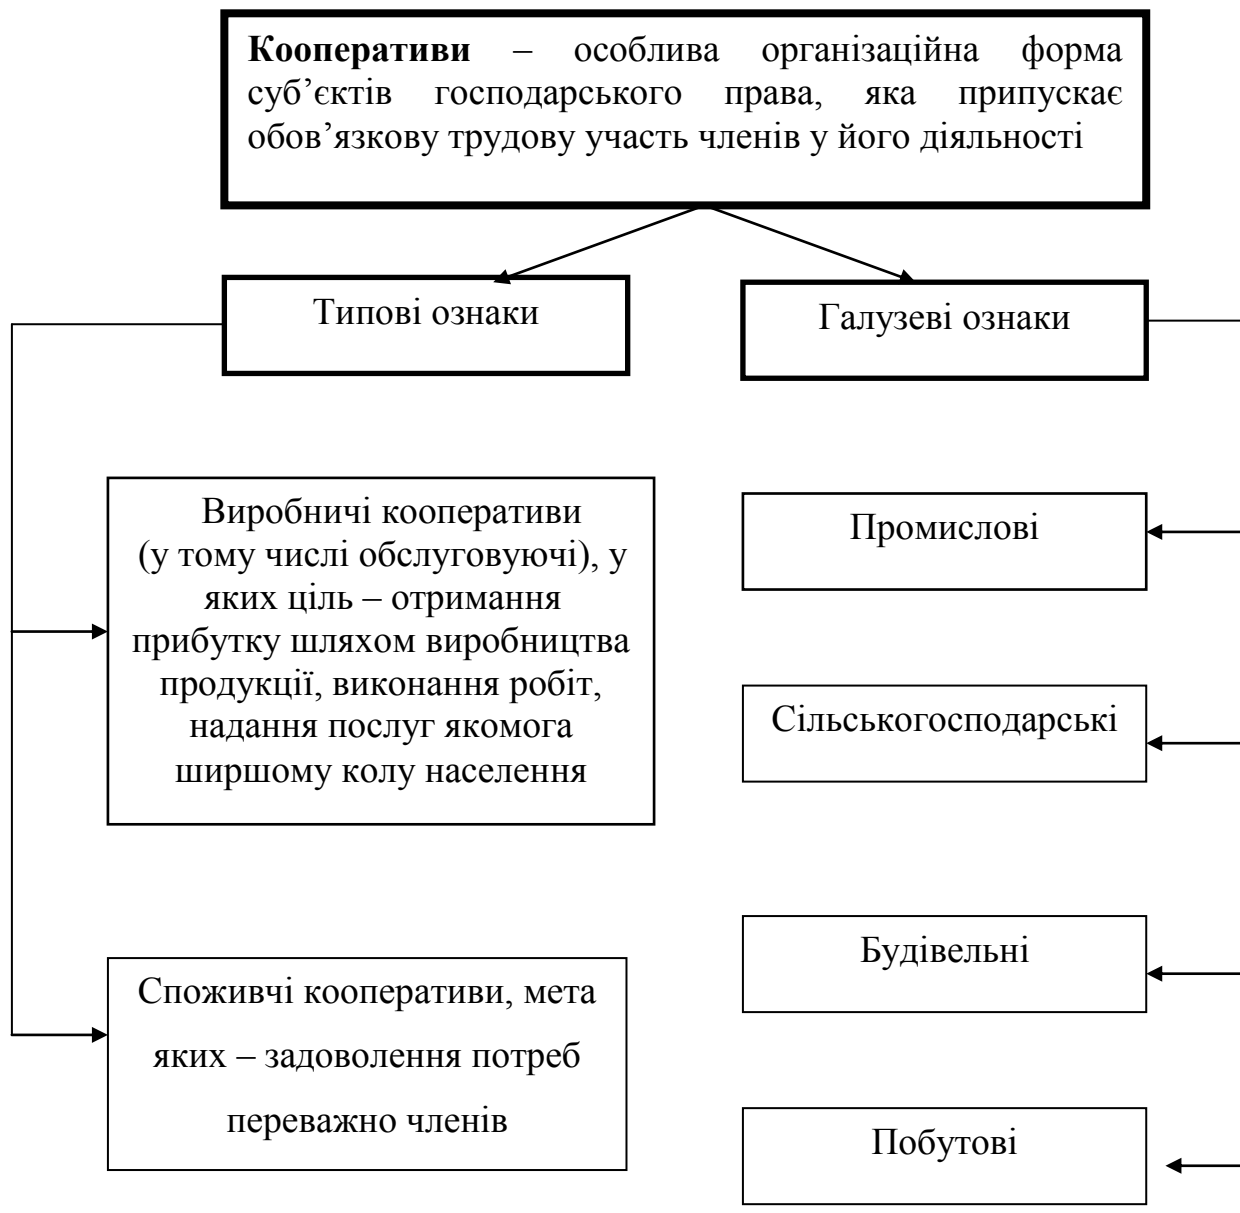 Кооперативи – особлива організаційна форма
суб’єктів господарського права, яка припускає
обов’язкову трудову участь членів у його діяльності
Типові ознаки
Галузеві ознаки
Виробничі кооперативи
(у тому числі обслуговуючі), у
яких ціль – отримання
прибутку шляхом виробництва
продукції, виконання робіт,
надання послуг якомога
ширшому колу населення
Споживчі кооперативи, мета
яких – задоволення потреб
переважно членів
Промислові
Сільськогосподарські
Будівельні
Побутові